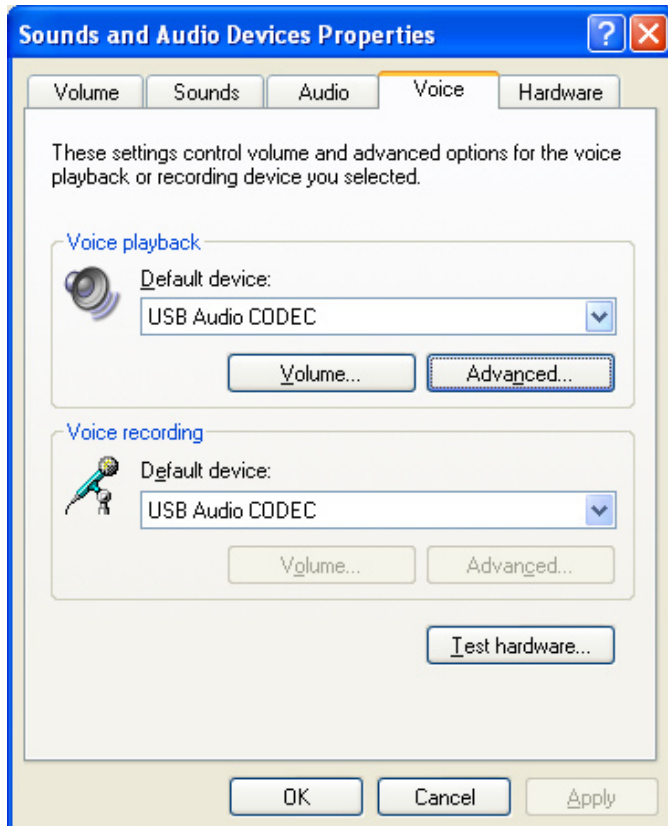 Sounds and Audio Devices Properties
?
Volume
Sounds
Audio
Voice
Hardware
These settings control volume and advanced options for the voice
playback or recording device you selected.
Voice playback
Default device:
USB Audio CODEC
Volume...
Advanced...
Voice recording
Default device:
USB Audio CODEC
Volume...
Advanced...
Test hardware...
OK
Cancel
Apply